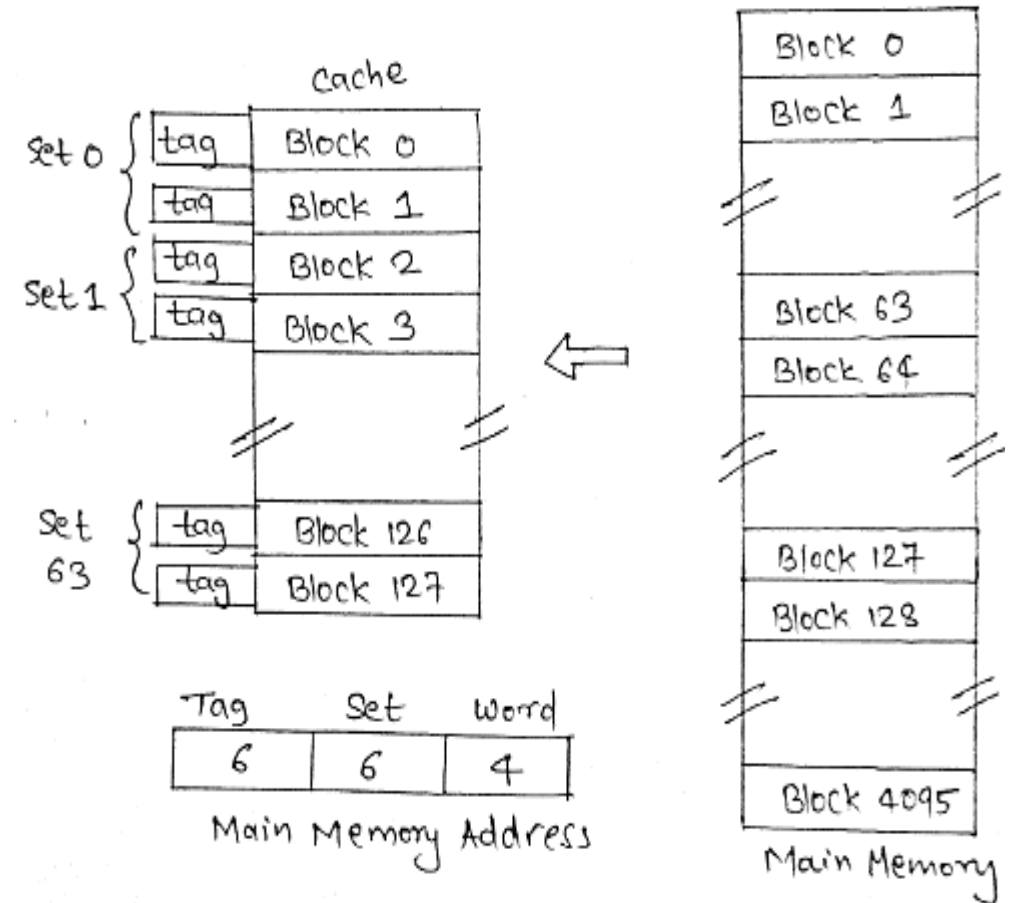 Cache
set 0
tag
Block 0
tag
Block 1
Set 1
tag
Block 2
tag
Block 3
Set
63
tag
Block 126
tag
Block 127
Tag Set Word
6 6 4
Main Memory Address
Block 0
Block 1
Block 63
Block 64
Block 127
Block 128
Block 4095
Main Memory